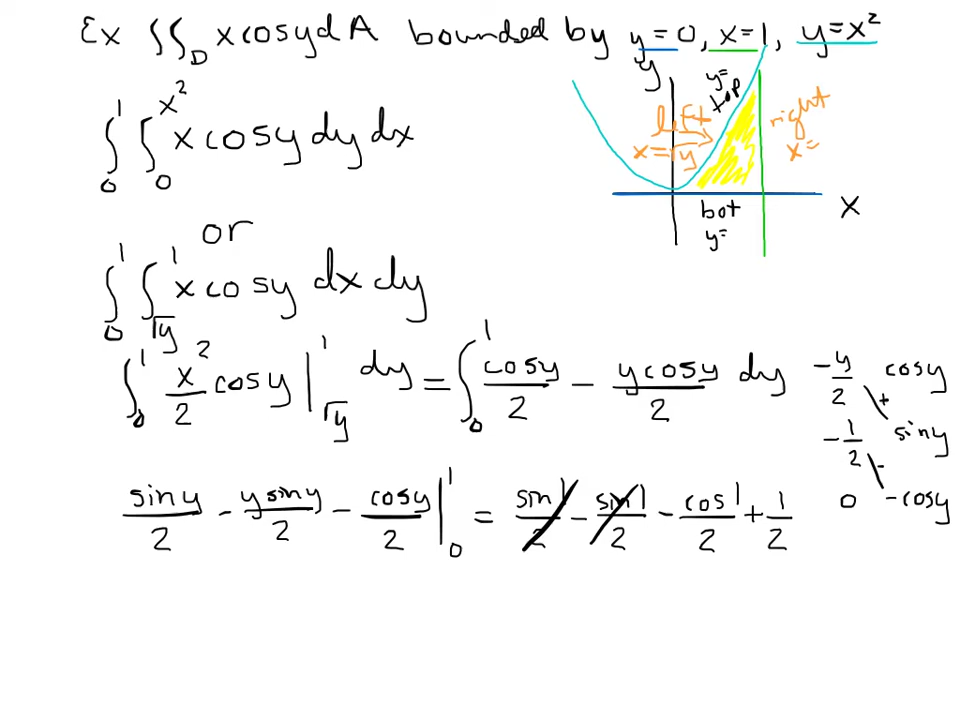 Ex ∬_D x cos y dA bounded by y=0, x=1, y=x²
y
y= top
left
x=√y
right
x=
x
bot
y=
∫₀¹ ∫₀^{x²} x cos y dy dx
or
∫₀¹ ∫_{√y}¹ x cos y dx dy
∫₀¹ x²/2 cos y |_{√y}¹ dy = ∫₀¹ cos y/2 − y cos y/2 dy
−y/2 cos y
+
−1/2 sin y
−
0 −cos y
sin y/2 − y sin y/2 − cos y/2 |₀¹ = sin 1/2 − sin 1/2 − cos 1/2 + 1/2